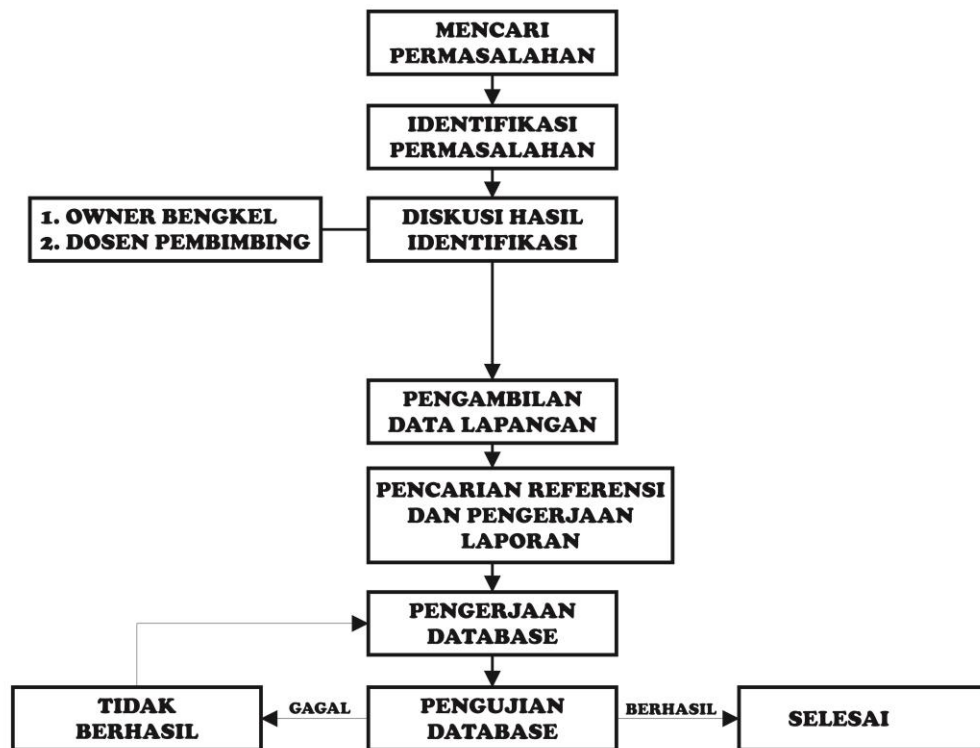 MENCARI
PERMASALAHAN
IDENTIFIKASI
PERMASALAHAN
1. OWNER BENGKEL
2. DOSEN PEMBIMBING
DISKUSI HASIL
IDENTIFIKASI
PENGAMBILAN
DATA LAPANGAN
PENCARIAN REFERENSI
DAN PENGERJAAN
LAPORAN
PENGERJAAN
DATABASE
TIDAK
BERHASIL
GAGAL
PENGUJIAN
DATABASE
BERHASIL
SELESAI